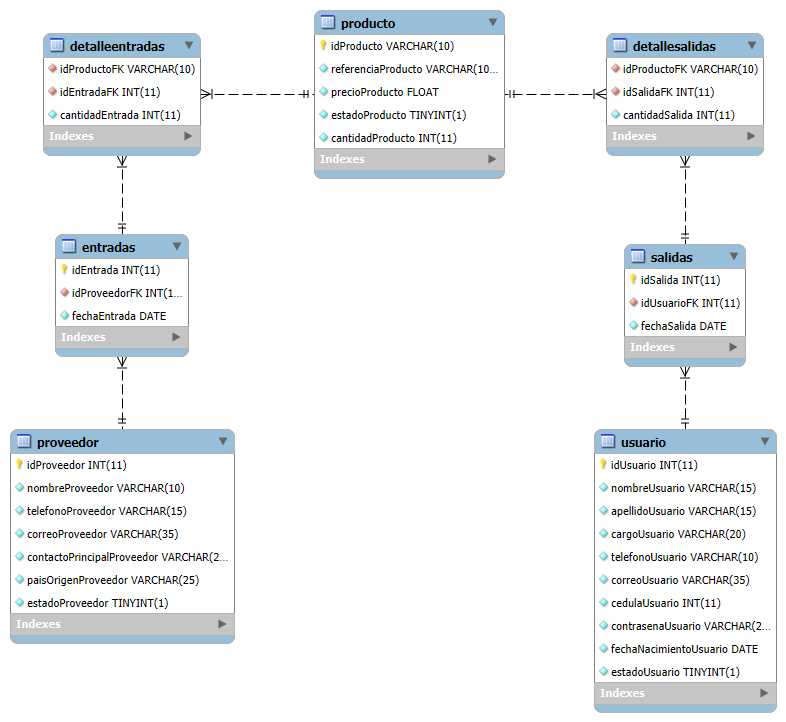 producto
idProducto VARCHAR(10)
referenciaProducto VARCHAR(10...
precioProducto FLOAT
estadoProducto TINYINT(1)
cantidadProducto INT(11)
Indexes
detalleentradas
idProductoFK VARCHAR(10)
idEntradaFK INT(11)
cantidadEntrada INT(11)
Indexes
detallesalidas
idProductoFK VARCHAR(10)
idSalidaFK INT(11)
cantidadSalida INT(11)
Indexes
entradas
idEntrada INT(11)
idProveedorFK INT(1...
fechaEntrada DATE
Indexes
salidas
idSalida INT(11)
idUsuarioFK INT(11)
fechaSalida DATE
Indexes
proveedor
idProveedor INT(11)
nombreProveedor VARCHAR(10)
telefonoProveedor VARCHAR(15)
correoProveedor VARCHAR(35)
contactoPrincipalProveedor VARCHAR(2...
paisOrigenProveedor VARCHAR(25)
estadoProveedor TINYINT(1)
Indexes
usuario
idUsuario INT(11)
nombreUsuario VARCHAR(15)
apellidoUsuario VARCHAR(15)
cargoUsuario VARCHAR(20)
telefonoUsuario VARCHAR(10)
correoUsuario VARCHAR(35)
cedulaUsuario INT(11)
contrasenaUsuario VARCHAR(2...
fechaNacimientoUsuario DATE
estadoUsuario TINYINT(1)
Indexes